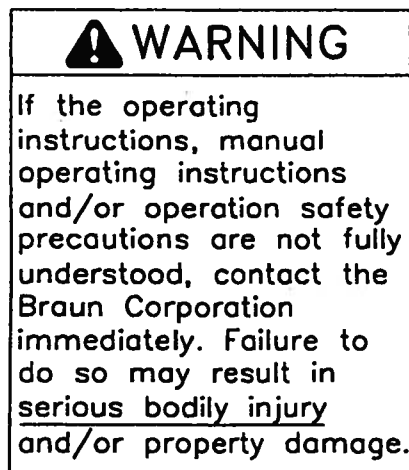 WARNING
If the operating
instructions, manual
operating instructions
and/or operation safety
precautions are not fully
understood, contact the
Braun Corporation
immediately. Failure to
do so may result in
serious bodily injury
and/or property damage.